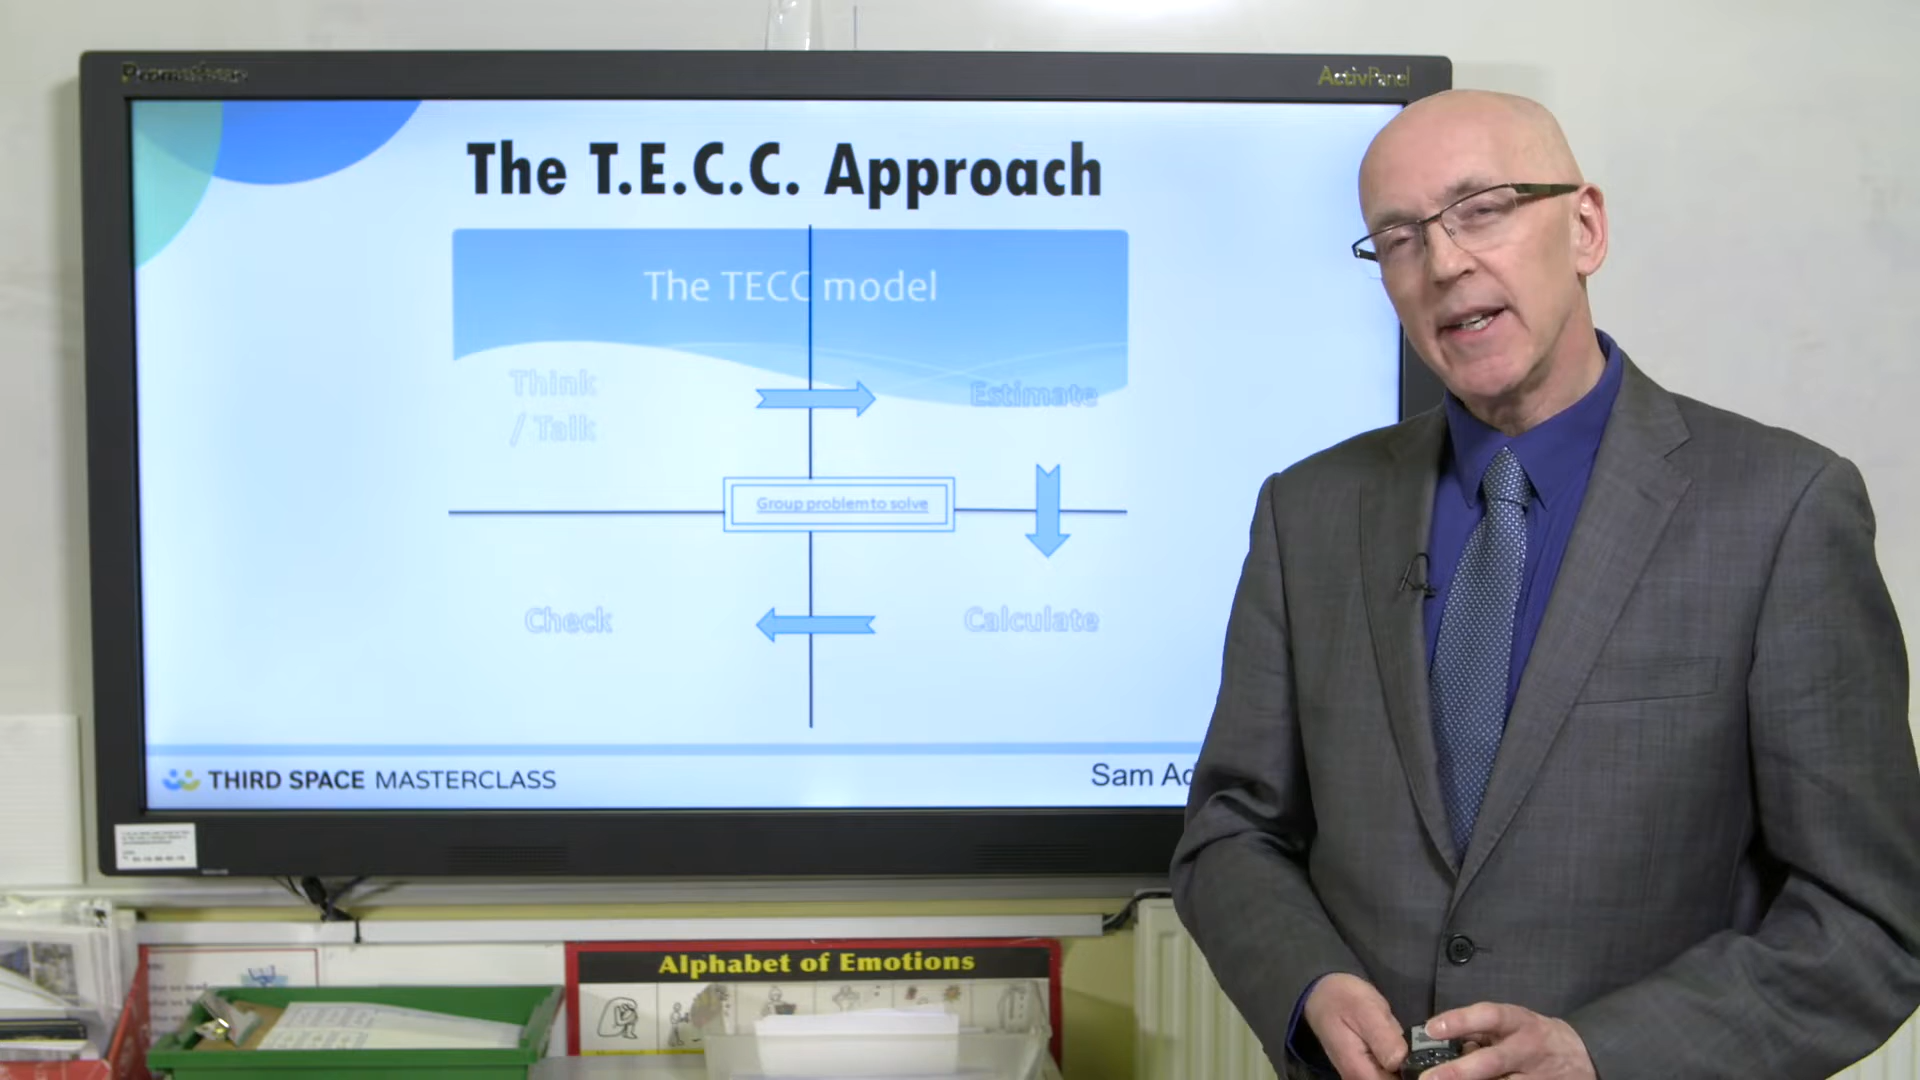 Promethean
ActivPanel
The T.E.C.C. Approach
The TECC model
Think
/ Talk
Estimate
Group problem to solve
Check
Calculate
THIRD SPACE MASTERCLASS
Sam Ad
Alphabet of Emotions